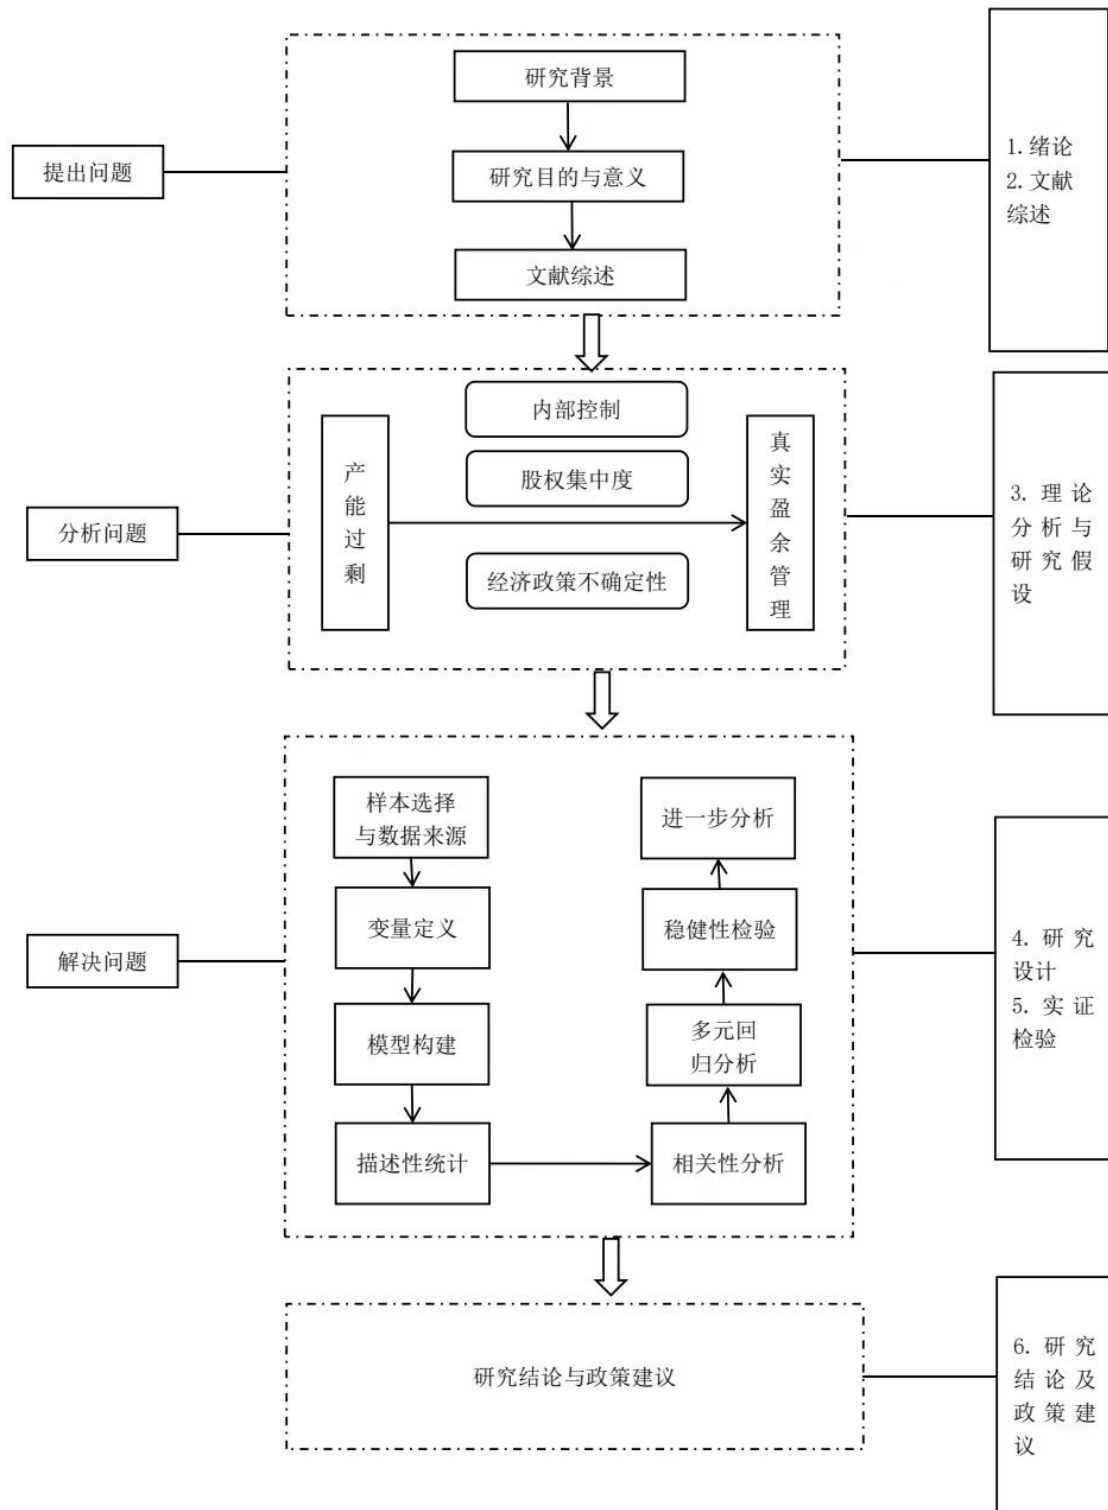 研究背景
提出问题
研究目的与意义
文献综述
1.绪论
2.文献
综述
内部控制
股权集中度
经济政策不确定性
产
能
过
剩
真
实
盈
余
管
理
分析问题
3. 理论
分析与
研究假
设
样本选择
与数据来源
变量定义
模型构建
描述性统计
相关性分析
多元回
归分析
稳健性检验
进一步分析
解决问题
4. 研究
设计
5. 实证
检验
研究结论与政策建议
6. 研究
结论及
政策建
议